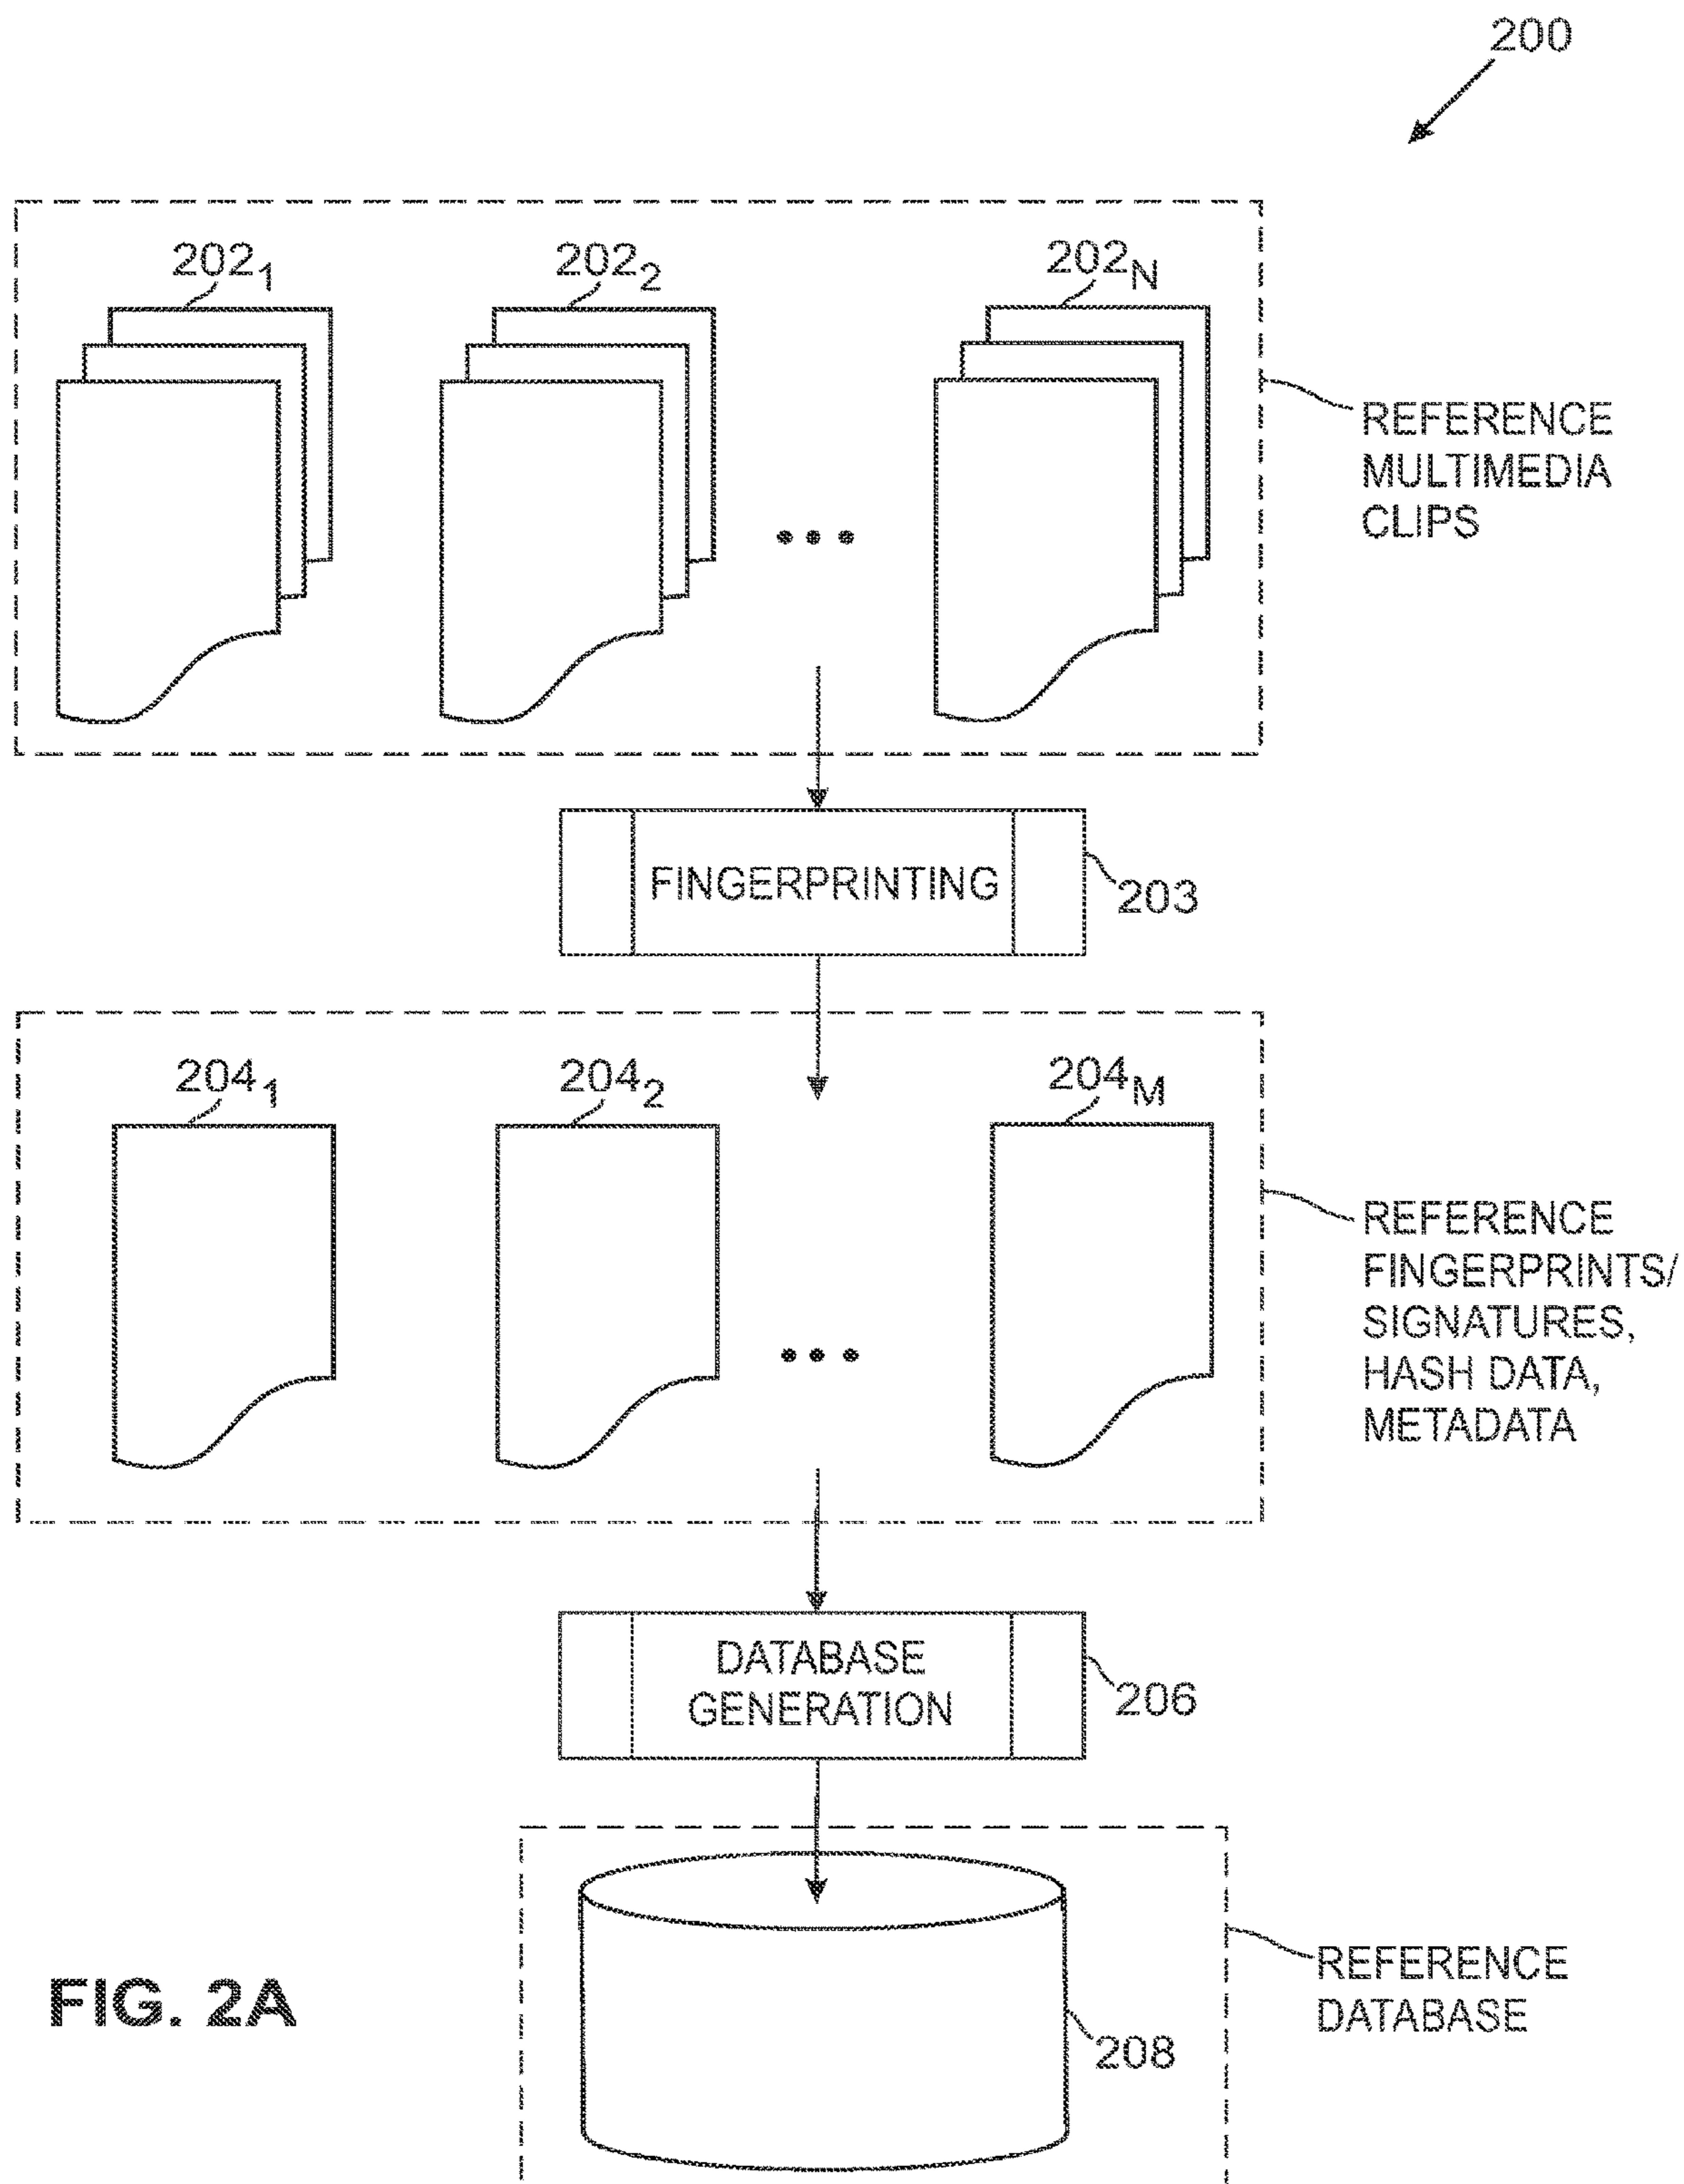 200
202₁ 202₂ 202N
REFERENCE
MULTIMEDIA
CLIPS
FINGERPRINTING
203
204₁ 204₂ 204M
REFERENCE
FINGERPRINTS/
SIGNATURES,
HASH DATA,
METADATA
DATABASE
GENERATION
206
REFERENCE
DATABASE
208
FIG. 2A